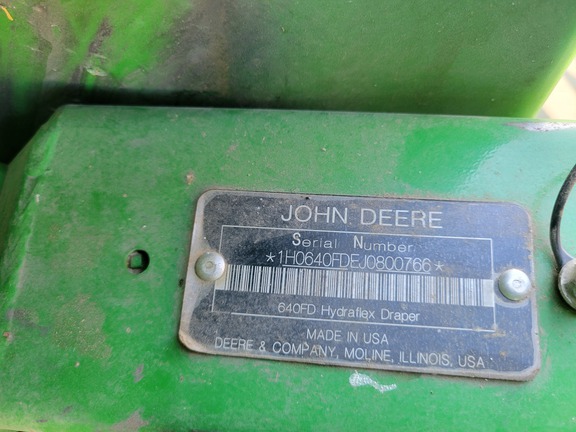 JOHN DEERE
Serial Number
*1H0640FDEJ0800766*
640FD Hydraflex Draper
MADE IN USA
DEERE & COMPANY, MOLINE, ILLINOIS, USA